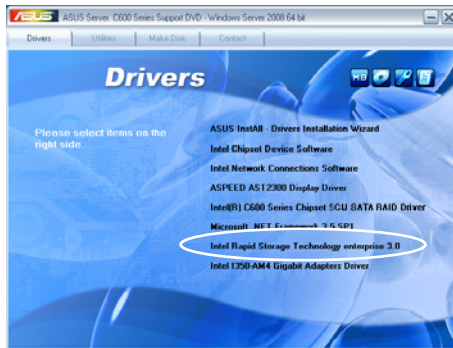 ASUS ASUS Server C600 Series Support DVD - Windows Server 2008 64 bit
Drivers Utilities Make Disk Contact
Drivers
MB
Please select items on the right side.
ASUS InstAll - Drivers Installation Wizard
Intel Chipset Device Software
Intel Network Connections Software
ASPEED AST2300 Display Driver
Intel(R) C600 Series Chipset SCU SATA RAID Driver
Microsoft .NET Framework 3.5 SP1
Intel Rapid Storage Technology enterprise 3.0
Intel I350-AM4 Gigabit Adapters Driver